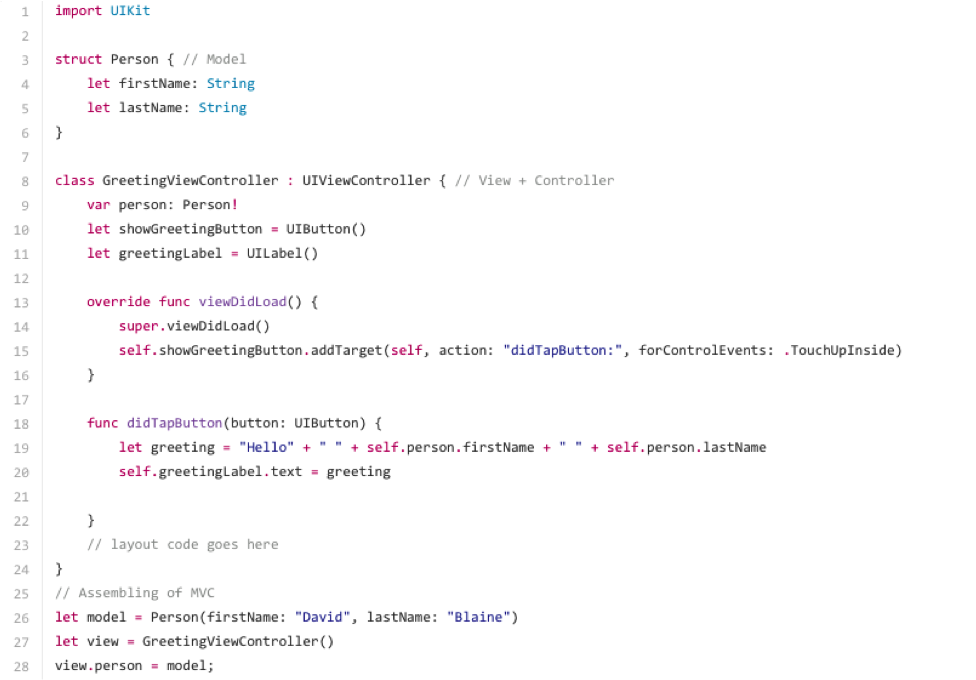 1 import UIKit
2
3 struct Person { // Model
4     let firstName: String
5     let lastName: String
6 }
7
8 class GreetingViewController : UIViewController { // View + Controller
9     var person: Person!
10     let showGreetingButton = UIButton()
11     let greetingLabel = UILabel()
12
13     override func viewDidLoad() {
14         super.viewDidLoad()
15         self.showGreetingButton.addTarget(self, action: "didTapButton:", forControlEvents: .TouchUpInside)
16     }
17
18     func didTapButton(button: UIButton) {
19         let greeting = "Hello" + " " + self.person.firstName + " " + self.person.lastName
20         self.greetingLabel.text = greeting
21
22     }
23     // layout code goes here
24 }
25 // Assembling of MVC
26 let model = Person(firstName: "David", lastName: "Blaine")
27 let view = GreetingViewController()
28 view.person = model;